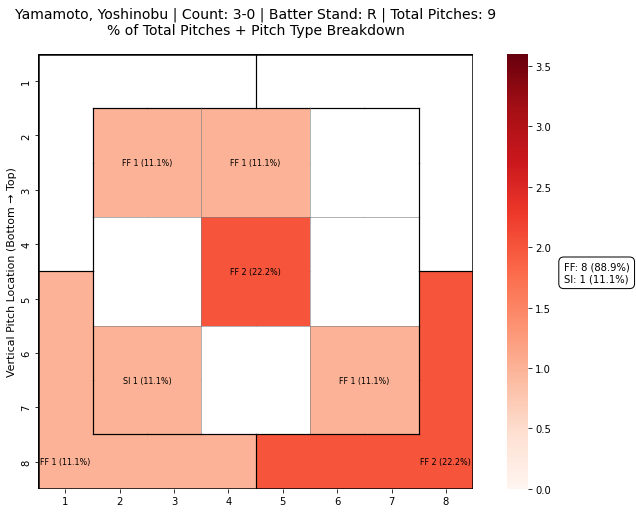 Yamamoto, Yoshinobu | Count: 3-0 | Batter Stand: R | Total Pitches: 9
% of Total Pitches + Pitch Type Breakdown
Vertical Pitch Location (Bottom → Top)
1
2
3
4
5
6
7
8
FF 1 (11.1%)
FF 1 (11.1%)
FF 2 (22.2%)
SI 1 (11.1%)
FF 1 (11.1%)
FF 1 (11.1%)
FF 2 (22.2%)
1
2
3
4
5
6
7
8
3.5
3.0
2.5
2.0
1.5
1.0
0.5
0.0
FF: 8 (88.9%)
SI: 1 (11.1%)